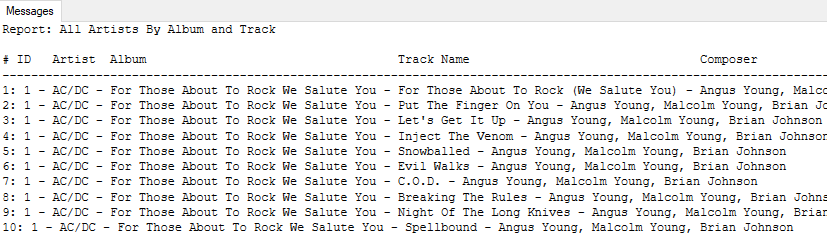 Messages
Report: All Artists By Album and Track
# ID Artist Album Track Name Composer
--------------------------------------------------------------------------------------------------------------------
1: 1 - AC/DC - For Those About To Rock We Salute You - For Those About To Rock (We Salute You) - Angus Young, Malco
2: 1 - AC/DC - For Those About To Rock We Salute You - Put The Finger On You - Angus Young, Malcolm Young, Brian Jo
3: 1 - AC/DC - For Those About To Rock We Salute You - Let's Get It Up - Angus Young, Malcolm Young, Brian Johnson
4: 1 - AC/DC - For Those About To Rock We Salute You - Inject The Venom - Angus Young, Malcolm Young, Brian Johnson
5: 1 - AC/DC - For Those About To Rock We Salute You - Snowballed - Angus Young, Malcolm Young, Brian Johnson
6: 1 - AC/DC - For Those About To Rock We Salute You - Evil Walks - Angus Young, Malcolm Young, Brian Johnson
7: 1 - AC/DC - For Those About To Rock We Salute You - C.O.D. - Angus Young, Malcolm Young, Brian Johnson
8: 1 - AC/DC - For Those About To Rock We Salute You - Breaking The Rules - Angus Young, Malcolm Young, Brian Johns
9: 1 - AC/DC - For Those About To Rock We Salute You - Night Of The Long Knives - Angus Young, Malcolm Young, Brian
10: 1 - AC/DC - For Those About To Rock We Salute You - Spellbound - Angus Young, Malcolm Young, Brian Johnson